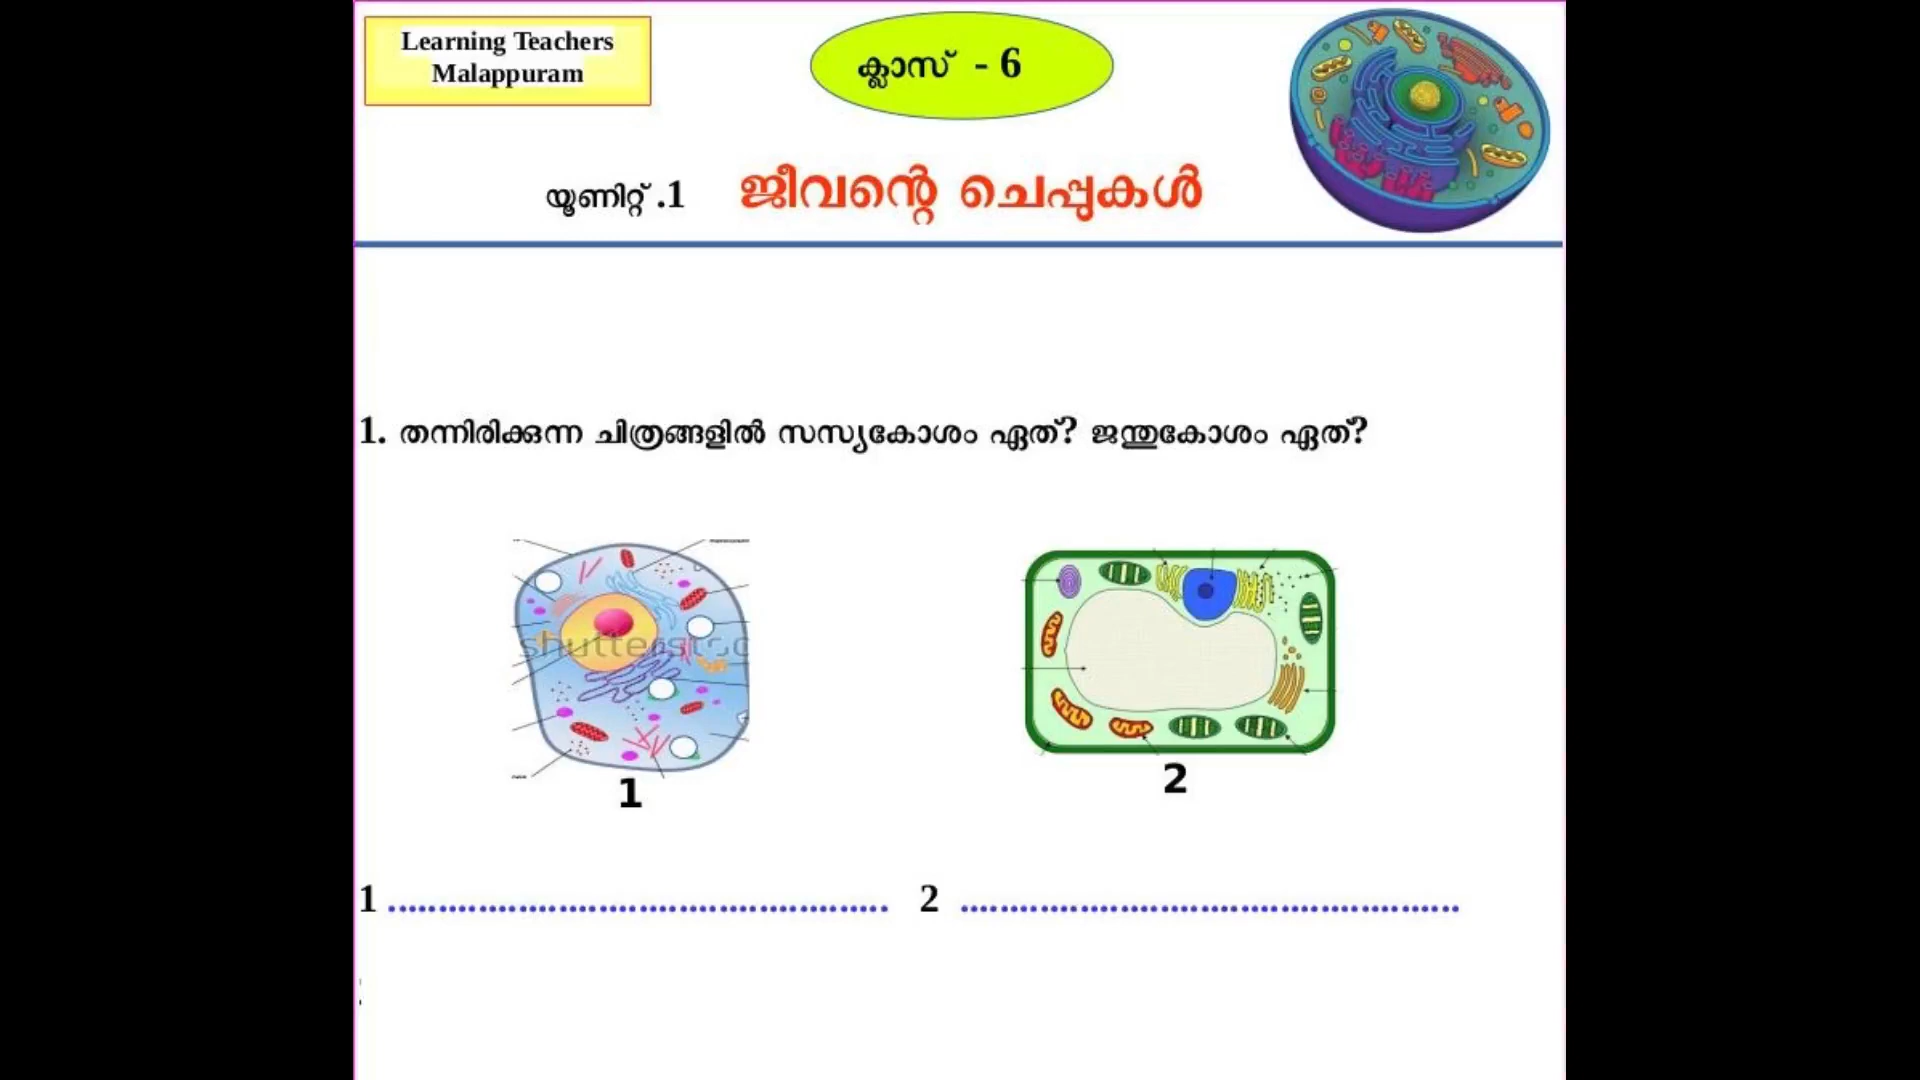 Learning Teachers
Malappuram
ക്ലാസ് - 6
യൂണിറ്റ് .1 ജീവന്റെ ചെപ്പുകൾ
1. തന്നിരിക്കുന്ന ചിത്രങ്ങളിൽ സസ്യകോശം ഏത്? ജന്തുകോശം ഏത്?
1
2
1 .................................................. 2 ..................................................